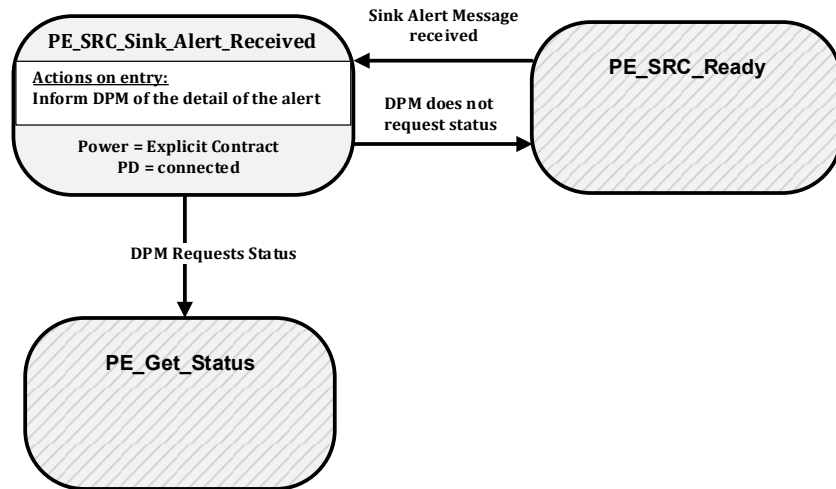 PE_SRC_Sink_Alert_Received
Actions on entry:
Inform DPM of the detail of the alert
Power = Explicit Contract
PD = connected
Sink Alert Message
received
DPM does not
request status
PE_SRC_Ready
DPM Requests Status
PE_Get_Status